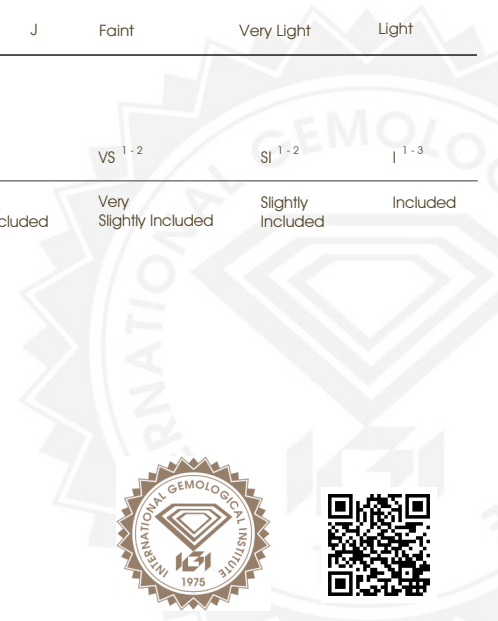 J Faint Very Light Light
VS 1 - 2 SI 1 - 2 I 1 - 3
Very Slightly Included
Slightly Included
Included
cluded
INTERNATIONAL GEMOLOGICAL INSTITUTE
IGI
1975